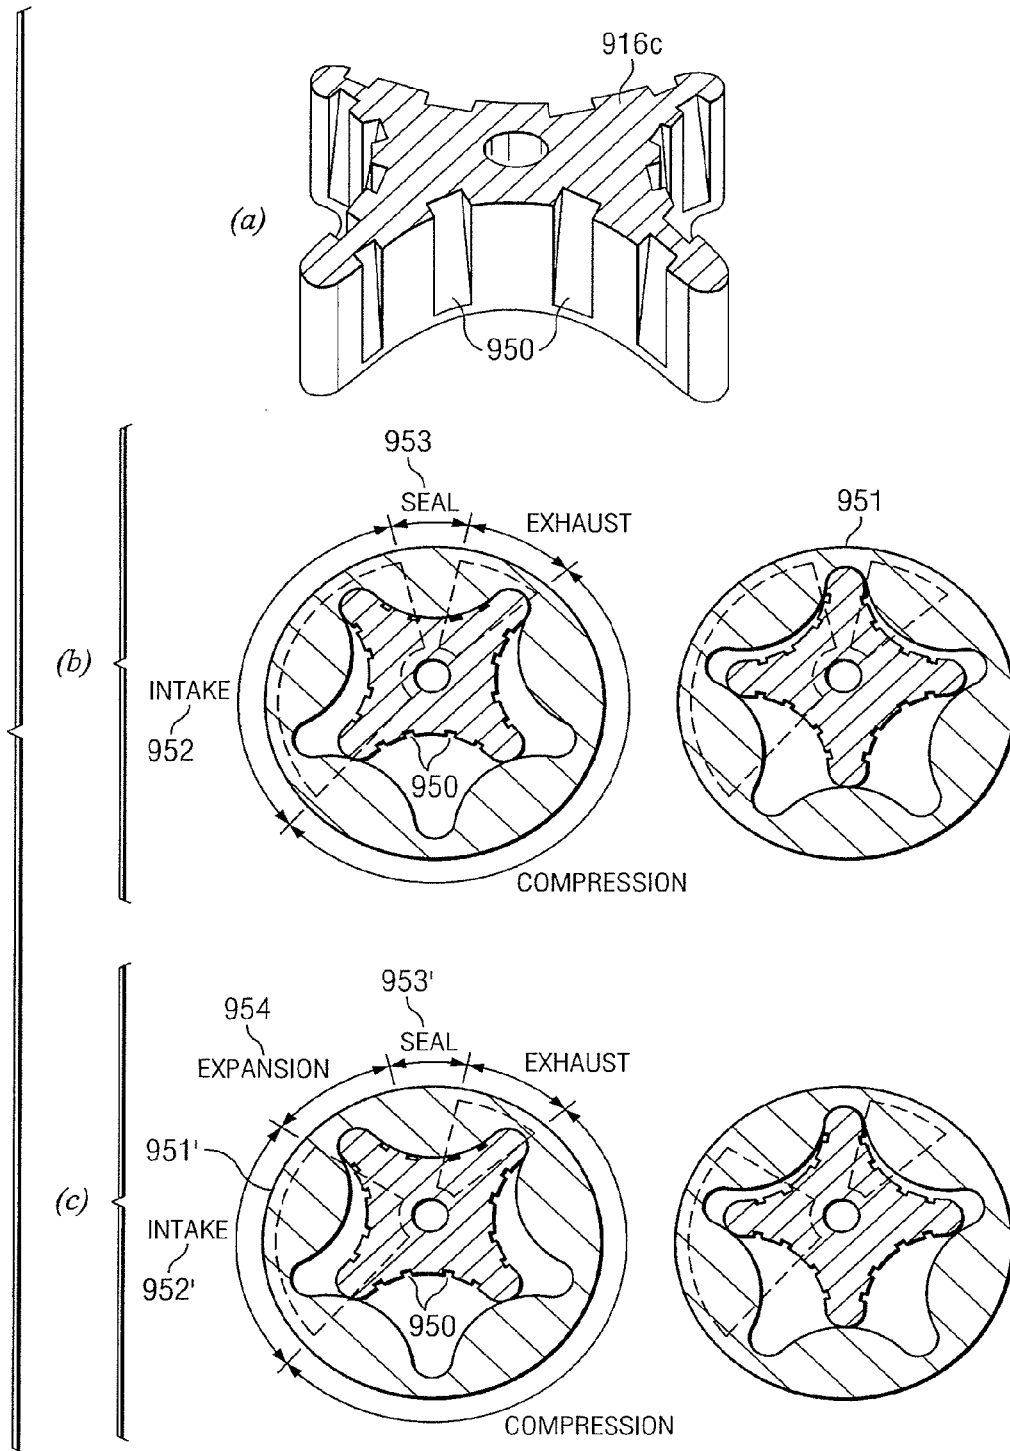 916c
(a)
950
953
SEAL
EXHAUST
951
(b)
INTAKE
952
950
COMPRESSION
953'
954
SEAL
EXPANSION
EXHAUST
951'
(c)
INTAKE
952'
950
COMPRESSION